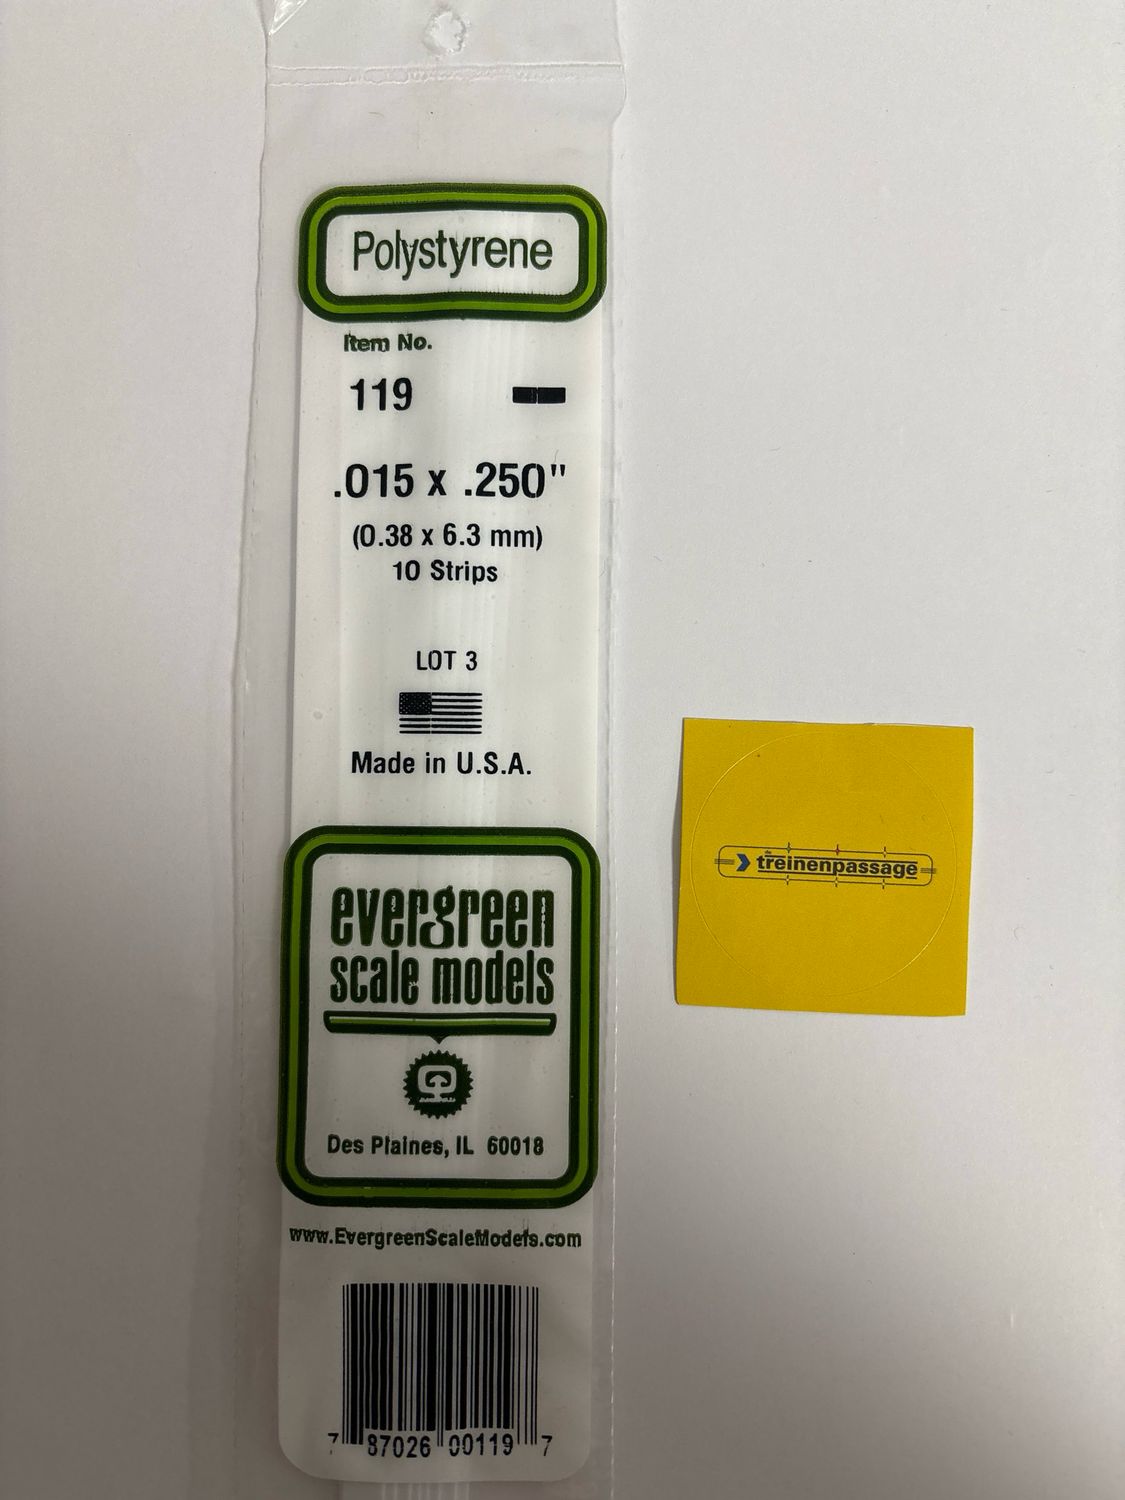 Polystyrene
Item No.
119
.015 x .250"
(0.38 x 6.3 mm)
10 Strips
LOT 3
Made in U.S.A.
evergreen
scale models
Des Plaines, IL 60018
www.EvergreenScaleModels.com
7 87026 00119 7
de
treinenpassage